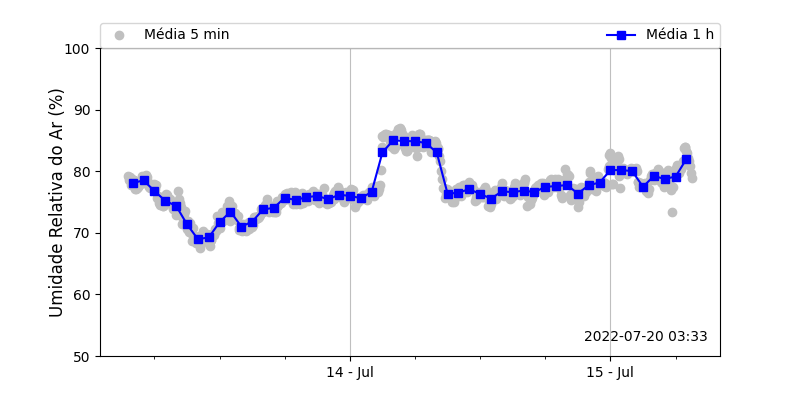 Média 5 min
Média 1 h
Umidade Relativa do Ar (%)
100
90
80
70
60
50
2022-07-20 03:33
14 - Jul
15 - Jul